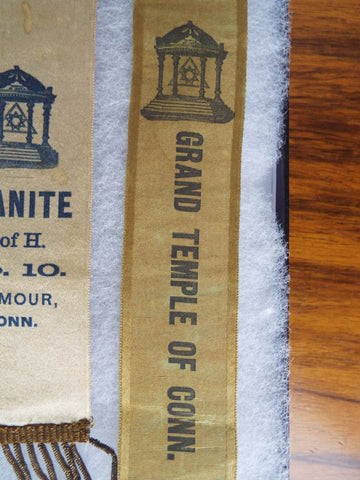 ANITE
of H.
. 10.
MOUR,
ONN.
GRAND TEMPLE OF CONN.